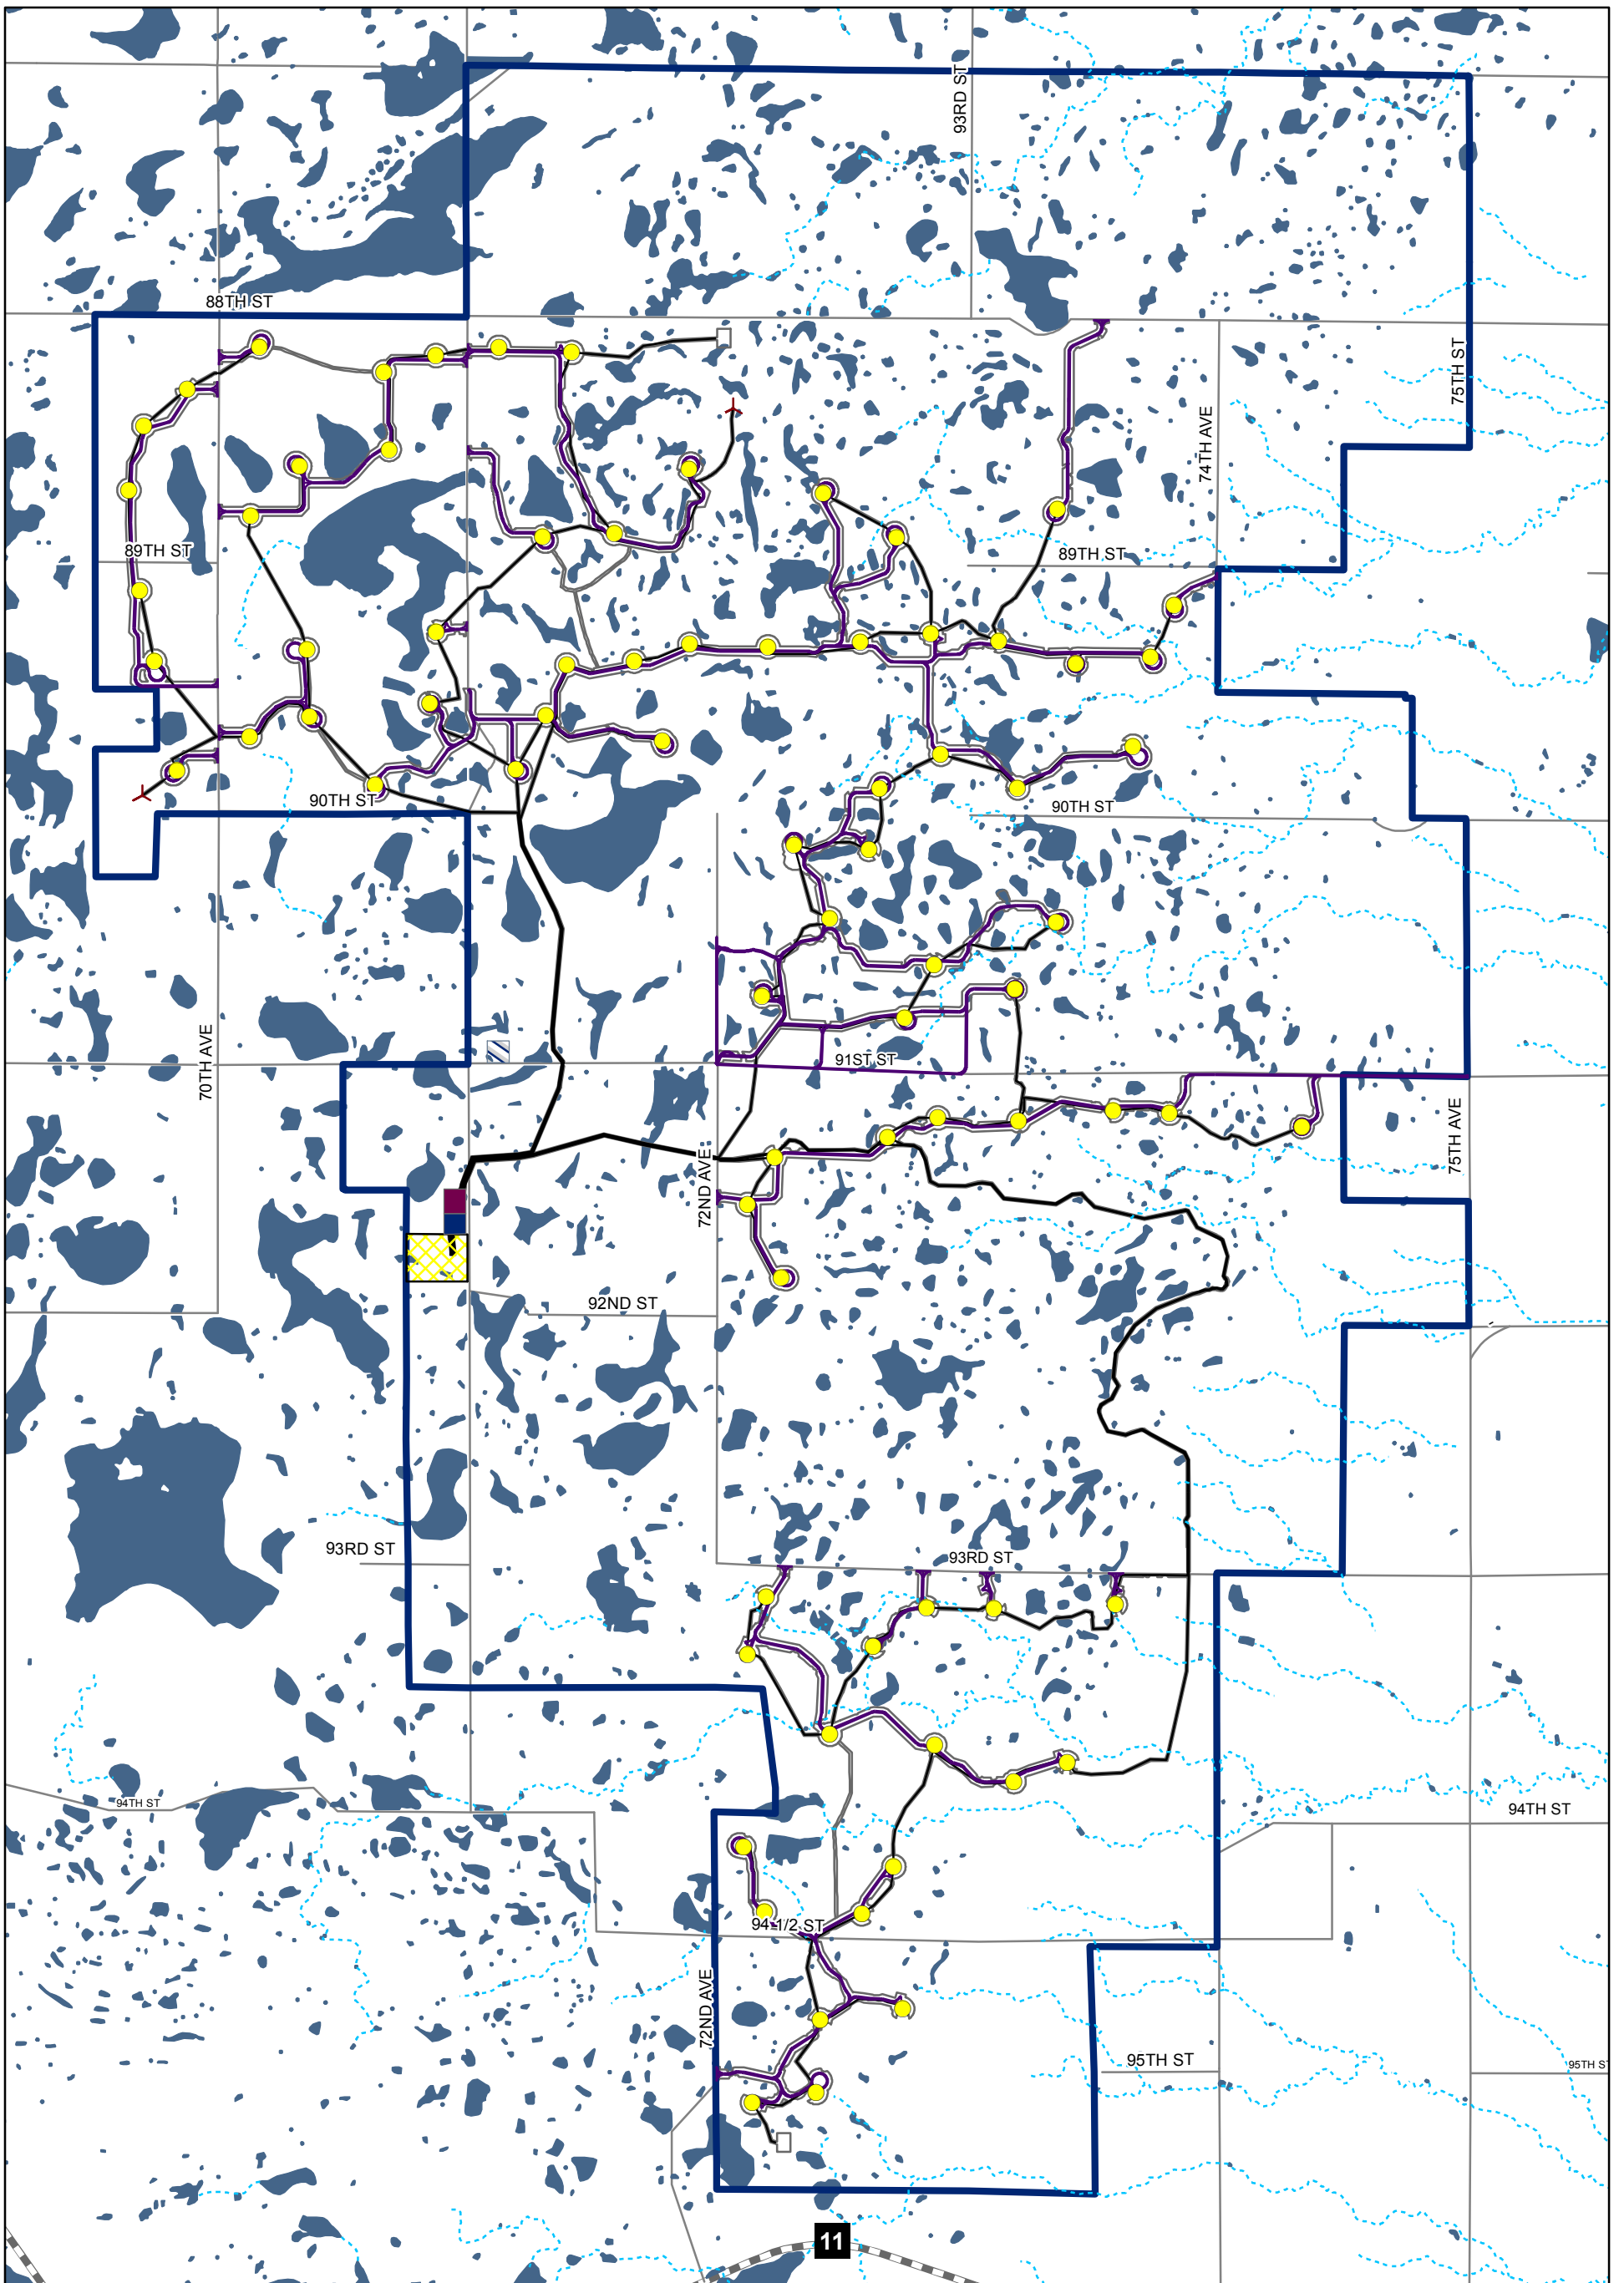 93RD ST
88TH ST
75TH ST
74TH AVE
89TH ST
89TH ST
90TH ST
90TH ST
70TH AVE
91ST ST
75TH AVE
72ND AVE
92ND ST
93RD ST
93RD ST
94TH ST
94TH ST
94 1/2 ST
72ND AVE
95TH ST
95TH ST
11